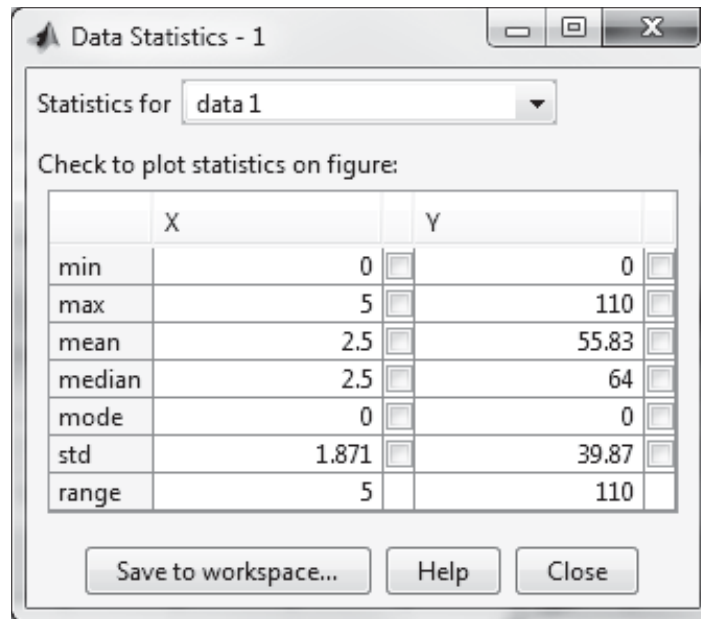 Data Statistics - 1
Statistics for data 1
Check to plot statistics on figure:
X Y
min 0 0
max 5 110
mean 2.5 55.83
median 2.5 64
mode 0 0
std 1.871 39.87
range 5 110
Save to workspace... Help Close